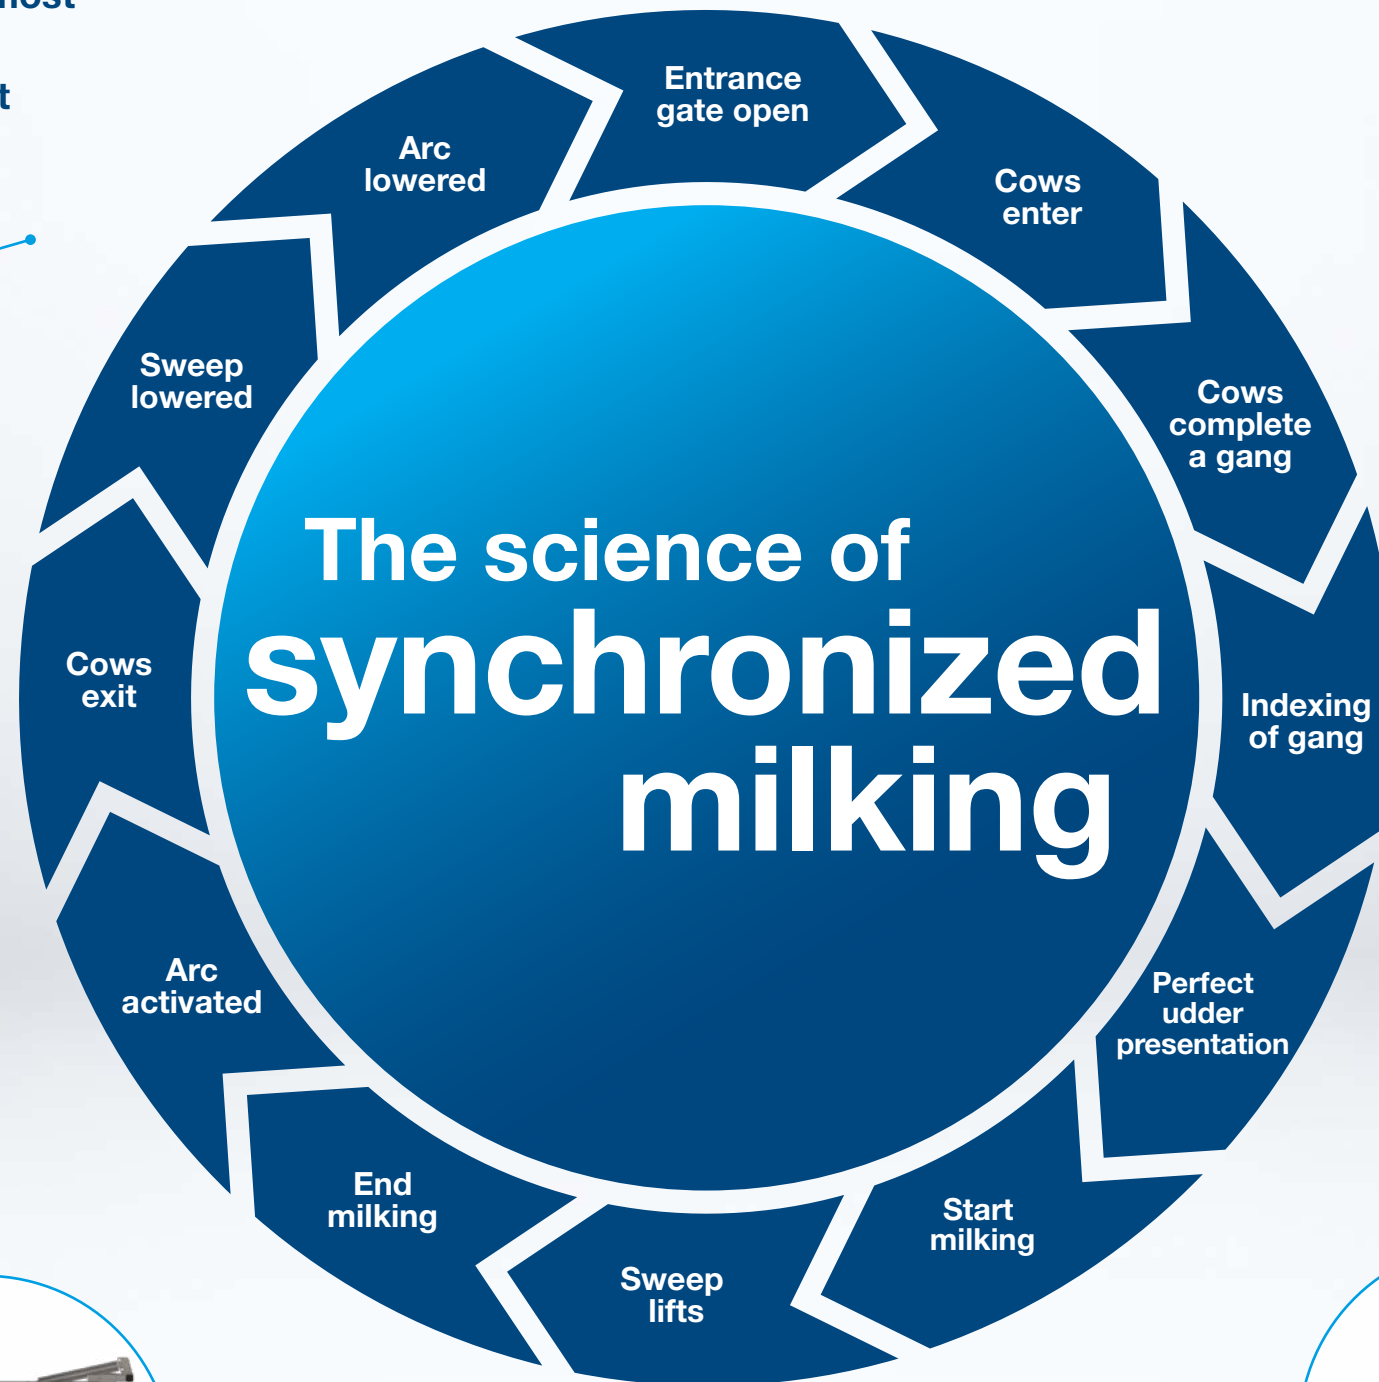 t
Entrance
gate open
Cows
enter
Cows
complete
a gang
Indexing
of gang
Perfect
udder
presentation
Start
milking
Sweep
lifts
End
milking
Arc
activated
Cows
exit
Sweep
lowered
Arc
lowered
The science of
synchronized
milking